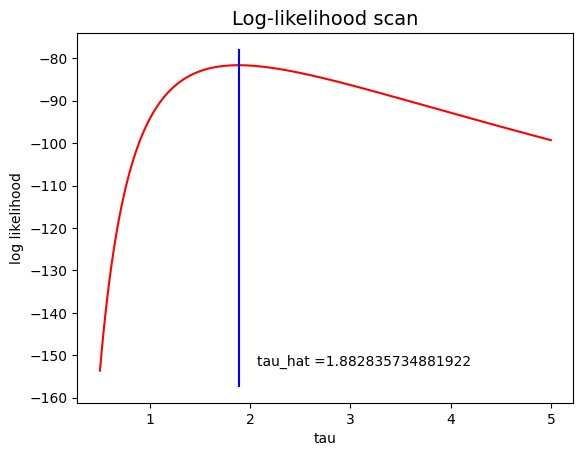 Log-likelihood scan
−80
−90
−100
−110
−120
−130
−140
−150
−160
log likelihood
tau_hat =1.882835734881922
1 2 3 4 5
tau